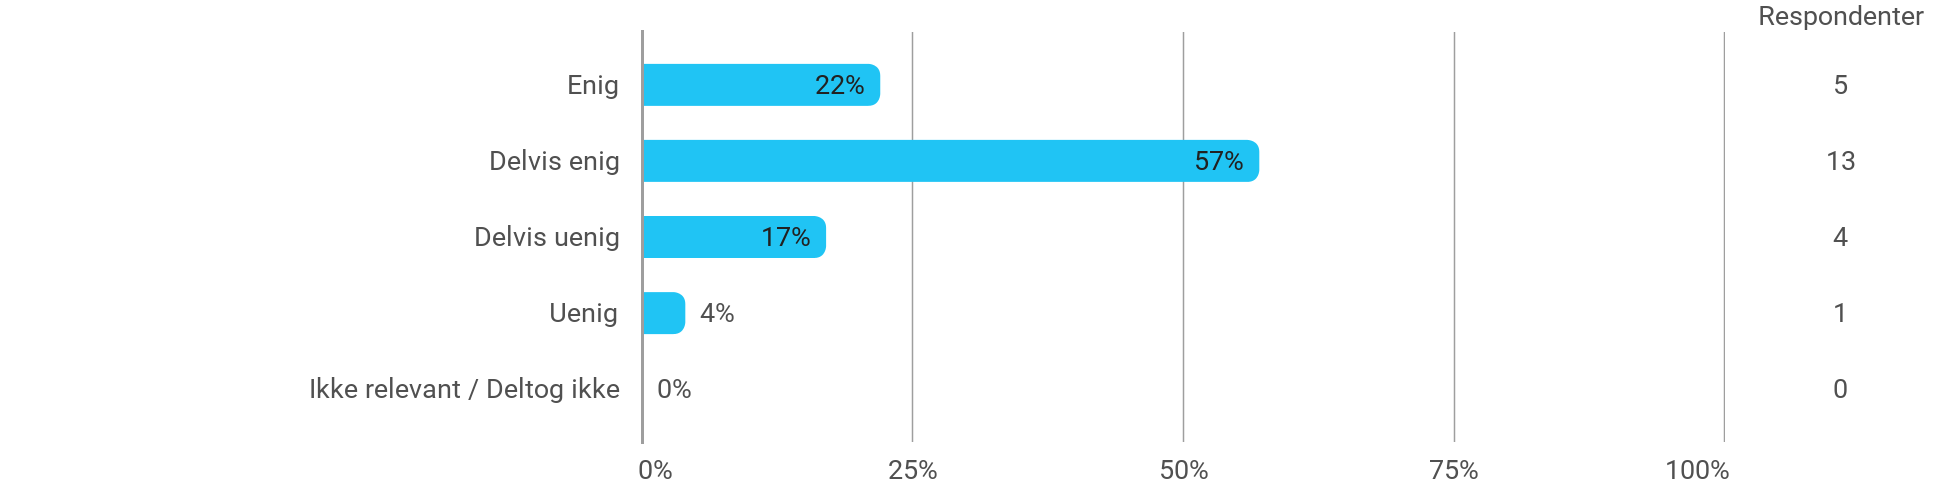 Respondenter
Enig 22% 5
Delvis enig 57% 13
Delvis uenig 17% 4
Uenig 4% 1
Ikke relevant / Deltog ikke 0% 0
0% 25% 50% 75% 100%